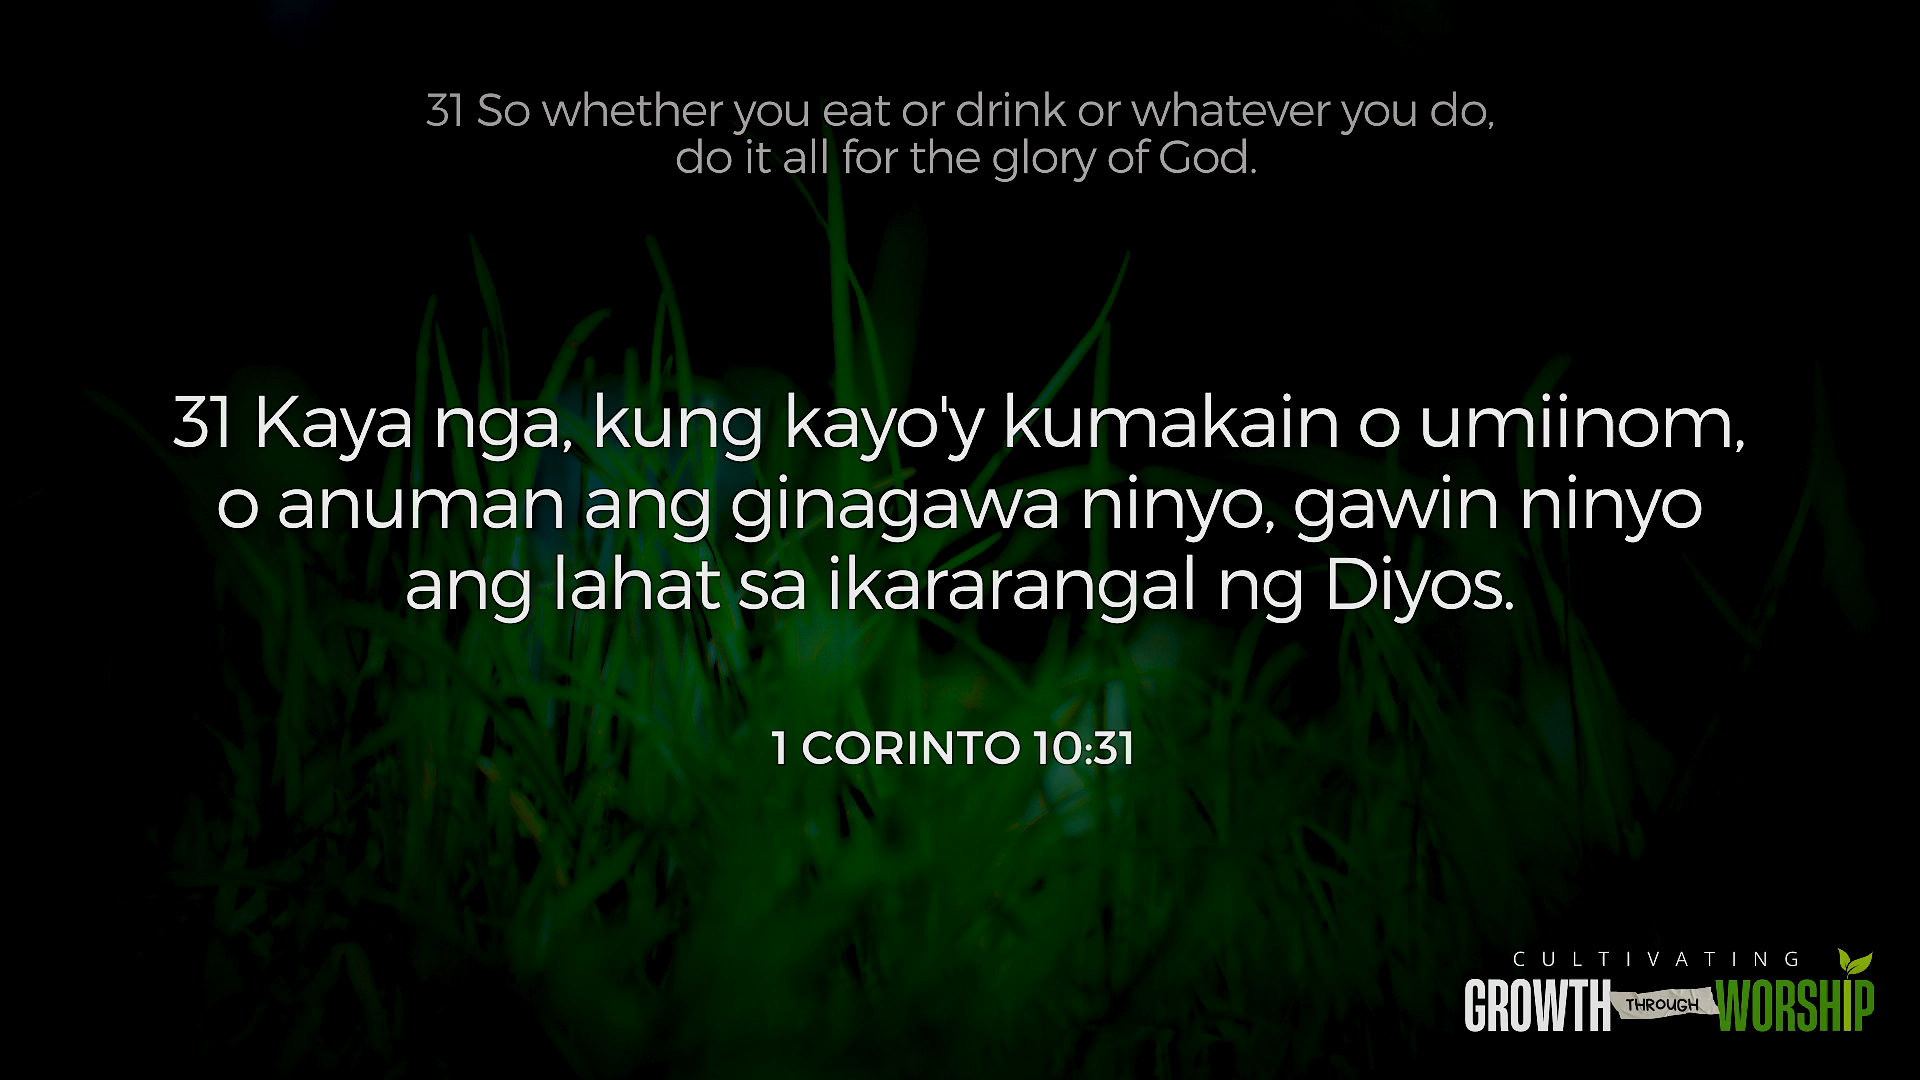 31 So whether you eat or drink or whatever you do,
do it all for the glory of God.
31 Kaya nga, kung kayo'y kumakain o umiinom,
o anuman ang ginagawa ninyo, gawin ninyo
ang lahat sa ikararangal ng Diyos.
1 CORINTO 10:31
CULTIVATING
GROWTH THROUGH WORSHIP